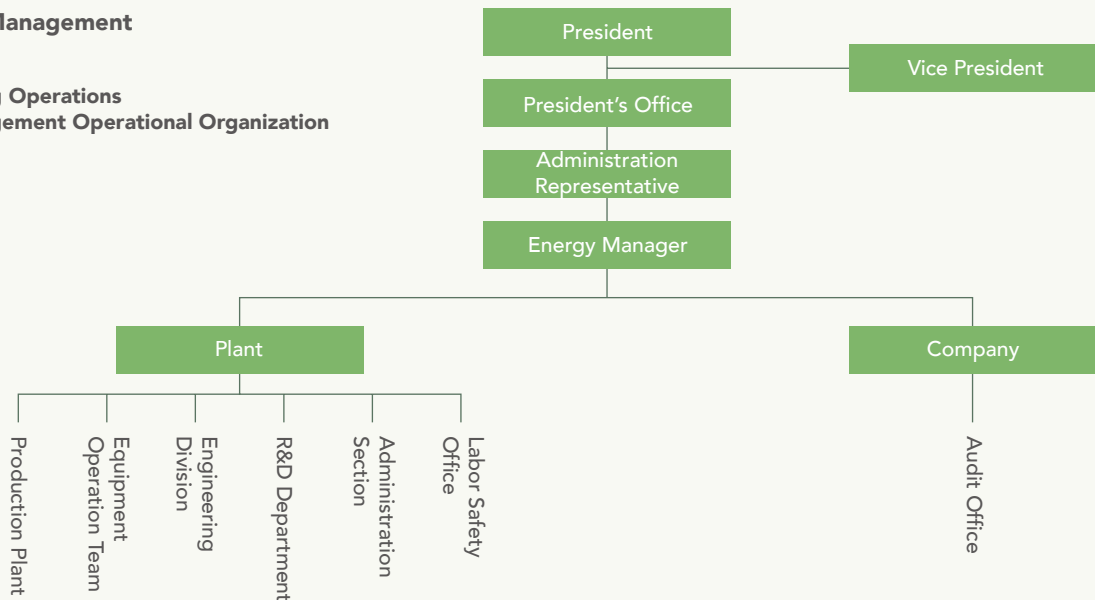 Management
President
Vice President
Operations
gement Operational Organization
President's Office
Administration
Representative
Energy Manager
Plant
Company
Production Plant
Equipment
Operation Team
Engineering
Division
R&D Department
Administration
Section
Labor Safety
Office
Audit Office